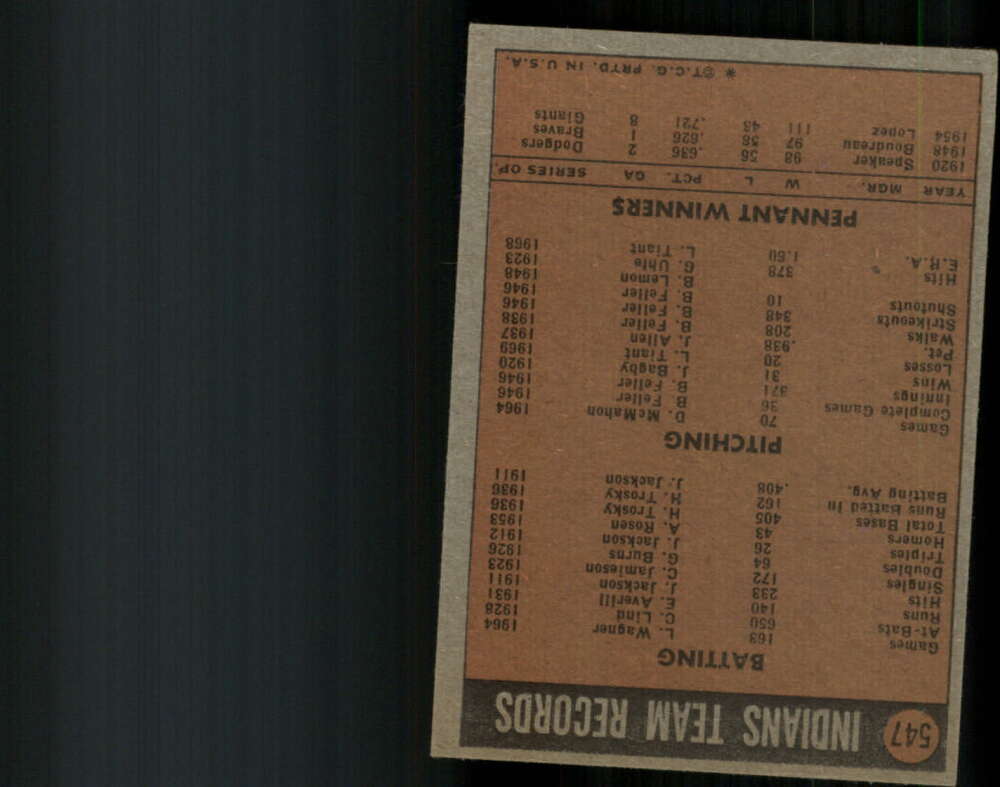 547 INDIANS TEAM RECORDS
BATTING
Games 163 L. Wagner 1964
At-Bats 650 C. Lind 1928
Runs 140 E. Averill 1931
Hits 233 J. Jackson 1911
Singles 172 C. Jamieson 1923
Doubles 64 G. Burns 1926
Triples 26 J. Jackson 1912
Homers 43 A. Rosen 1953
Total Bases 405 H. Trosky 1936
Runs Batted In 162 H. Trosky 1936
Batting Avg. .408 J. Jackson 1911
PITCHING
Games 70 D. McMahon 1964
Complete Games 36 B. Feller 1946
Innings 371 B. Feller 1946
Wins 31 J. Bagby 1920
Losses 20 L. Tiant 1969
Pct. .938 J. Allen 1937
Walks 208 B. Feller 1938
Strikeouts 348 B. Feller 1946
Shutouts 10 B. Feller 1946
B. Lemon 1948
Hits 378 G. Uhle 1923
E.R.A. 1.60 L. Tiant 1968
PENNANT WINNERS
YEAR MGR. W L PCT. GA SERIES OP.
1920 Speaker 98 56 .636 2 Dodgers
1948 Boudreau 97 58 .626 1 Braves
1954 Lopez 111 43 .721 8 Giants
* ©T.C.G. PRTD. IN U.S.A.